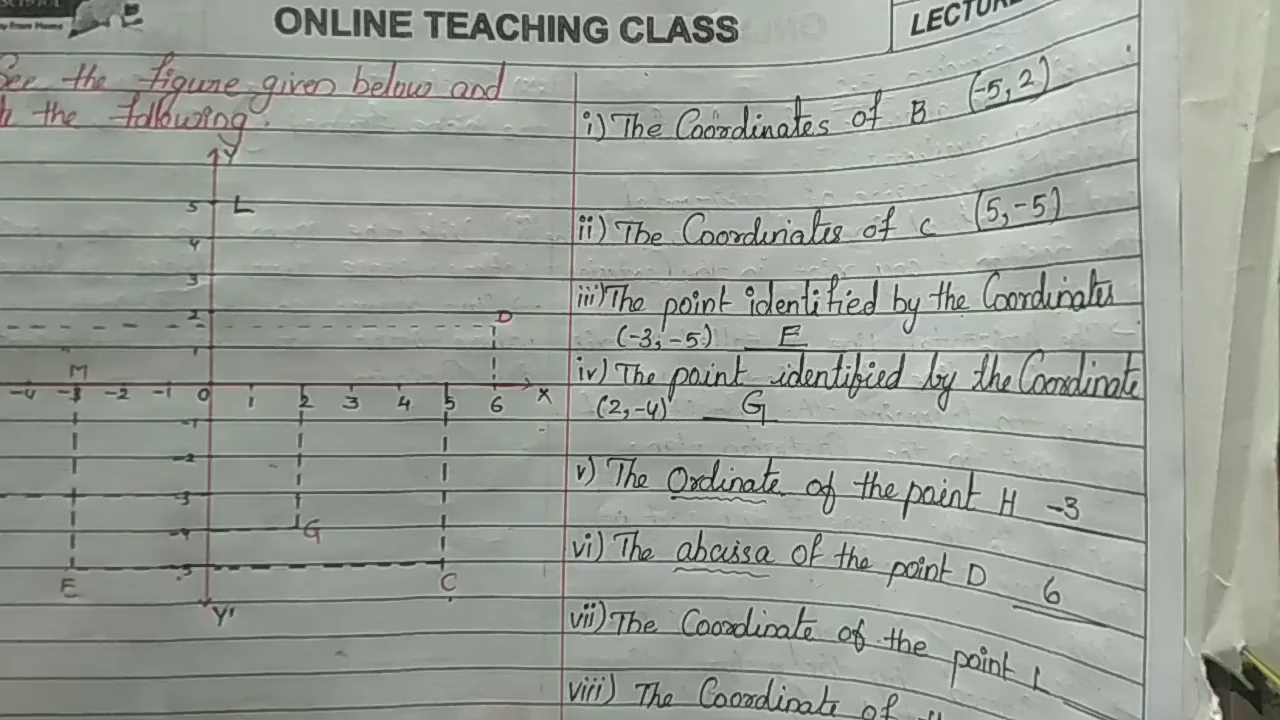 ONLINE TEACHING CLASS
See the figure given below and
the following.
Y
5 L
4
3
2 D
1
M
-4 -3 -2 -1 0 1 2 3 4 5 6 X
-1
-2
-3
-4 G
-5
E C
Y'
i) The Coordinates of B (-5, 2)
ii) The Coordinates of C (5, -5)
iii) The point identified by the Coordinates
(-3, -5) E
iv) The point identified by the Coordinate
(2, -4) G
v) The Ordinate of the point H -3
vi) The abcissa of the point D 6
vii) The Coordinate of the point L
viii) The Coordinate of